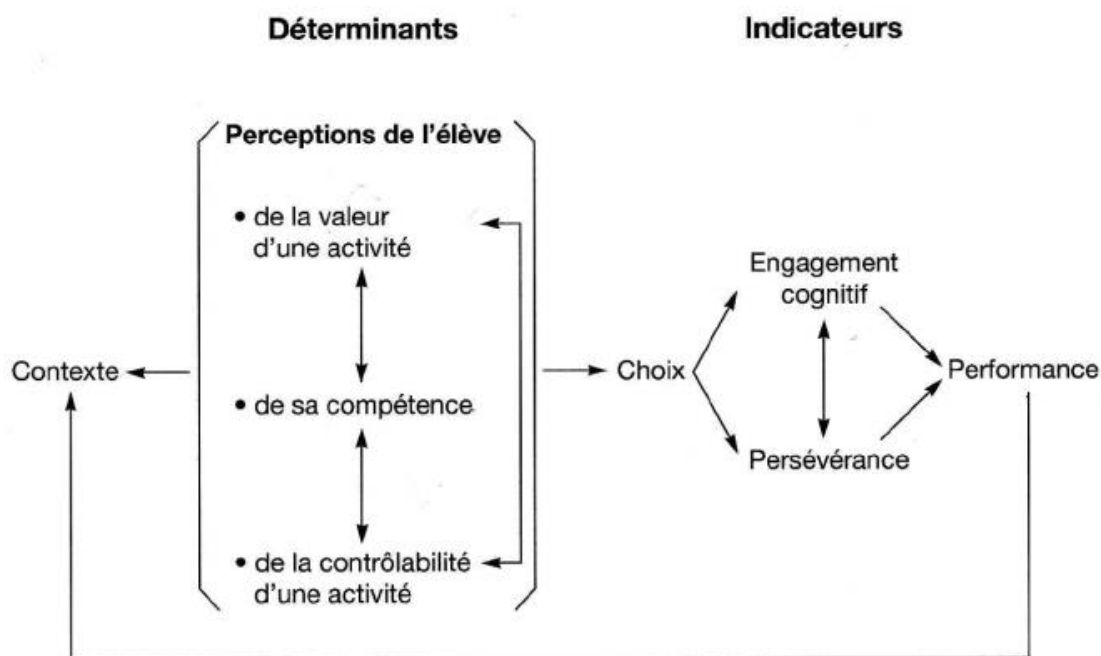 Déterminants
Indicateurs
Perceptions de l'élève
• de la valeur
d'une activité
Engagement
cognitif
Contexte
Choix
Performance
• de sa compétence
Persévérance
• de la contrôlabilité
d'une activité